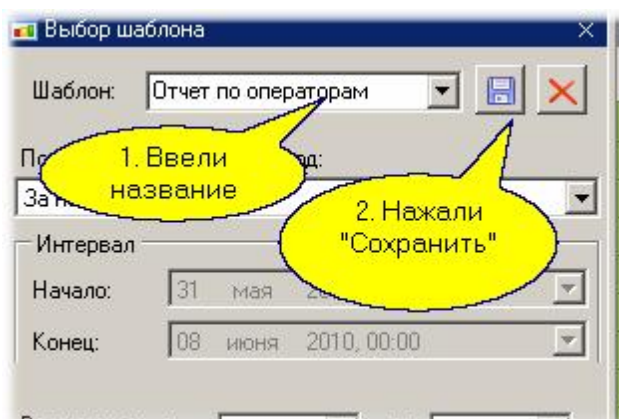 Выбор шаблона
Шаблон: Отчет по операторам
1. Ввели
название
2. Нажали
"Сохранить"
Интервал
Начало: 31 мая
Конец: 08 июня 2010, 00:00